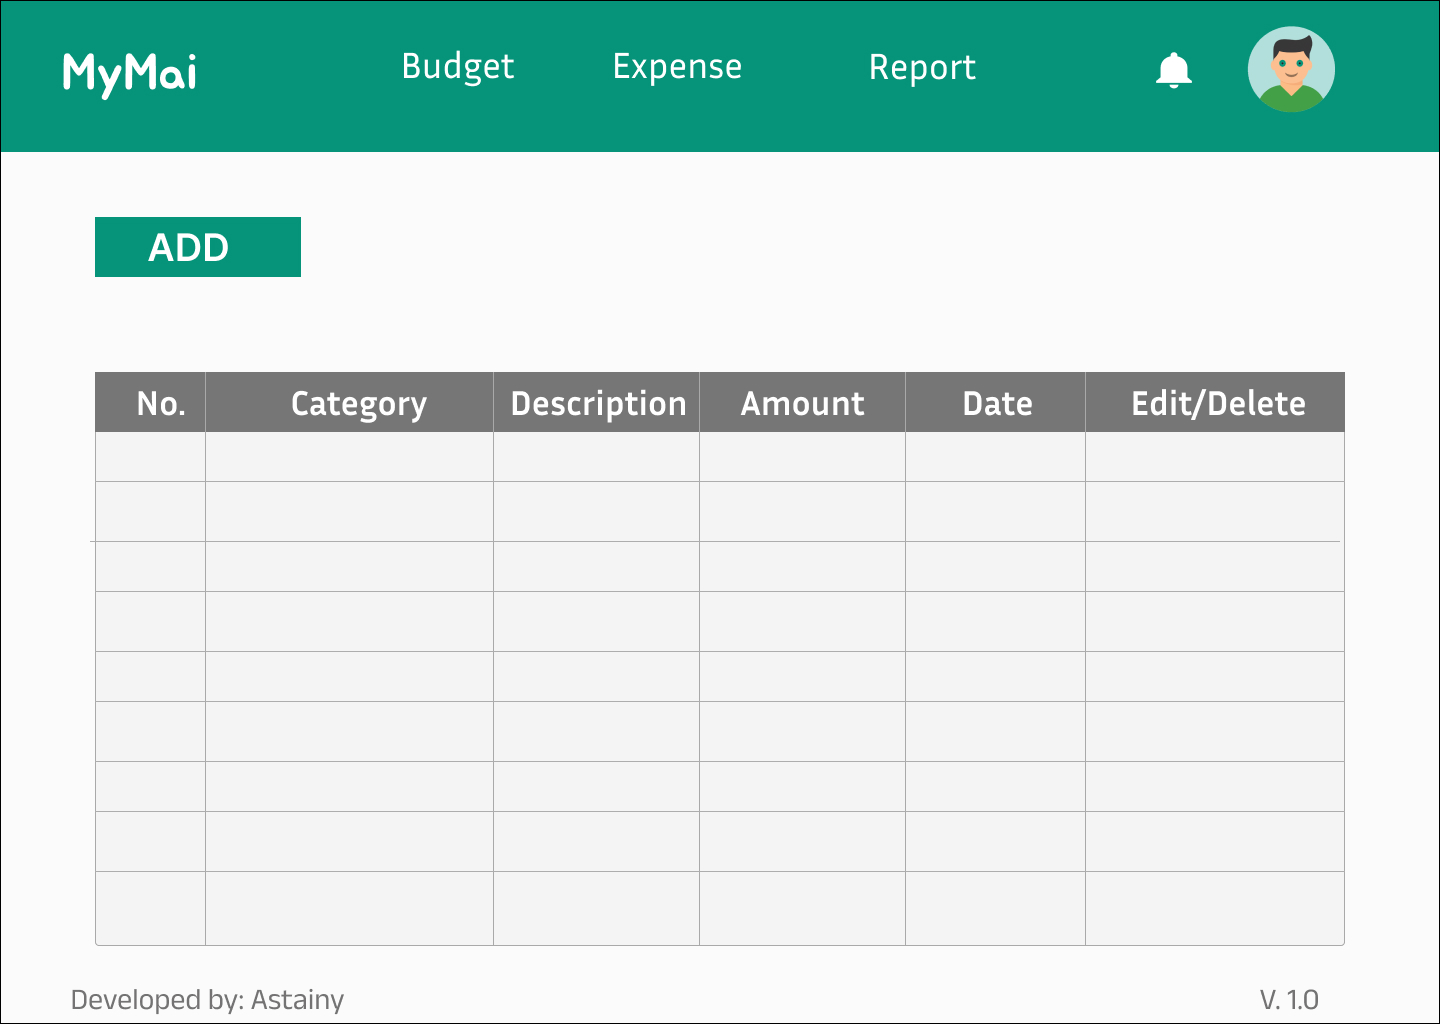 MyMai Budget Expense Report
ADD
No. Category Description Amount Date Edit/Delete
Developed by: Astainy V. 1.0